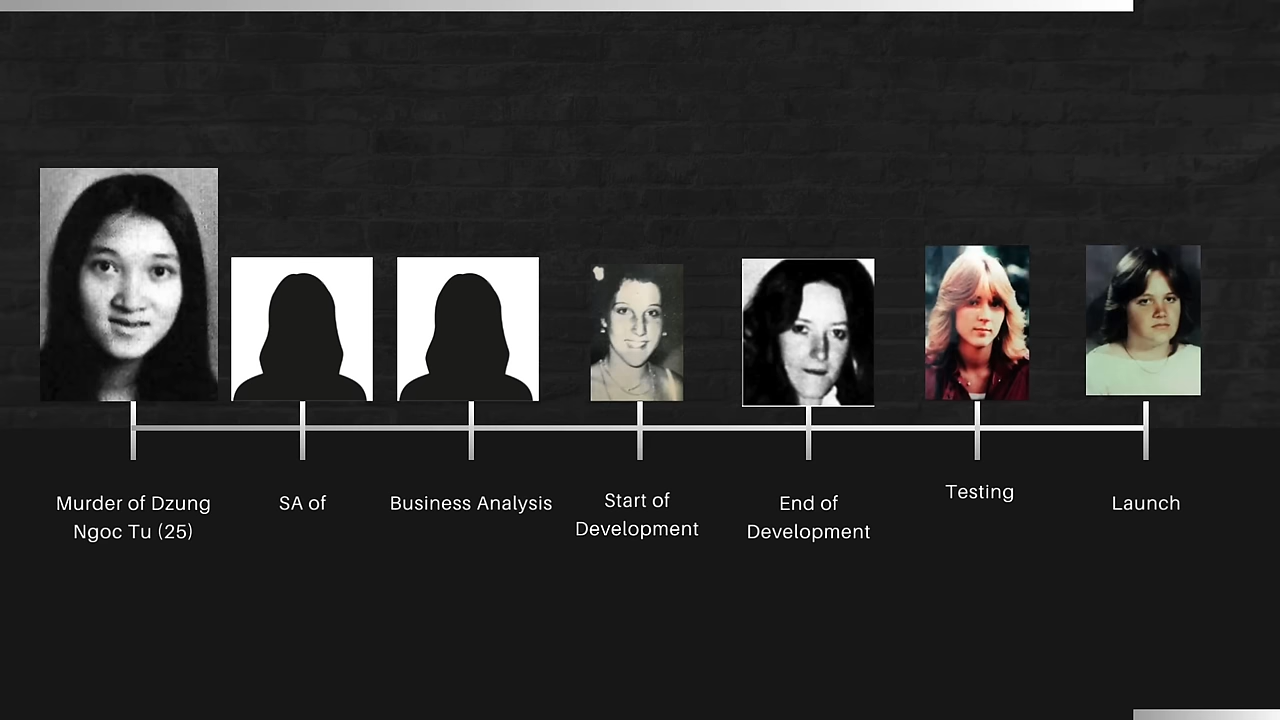 Murder of Dzung
Ngoc Tu (25)
SA of
Business Analysis
Start of
Development
End of
Development
Testing
Launch